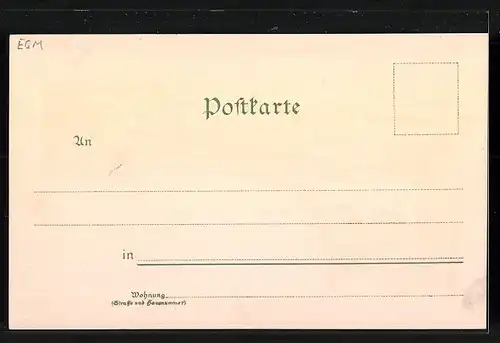 EGM
Postkarte
An
in
Wohnung
(Straße und Hausnummer)